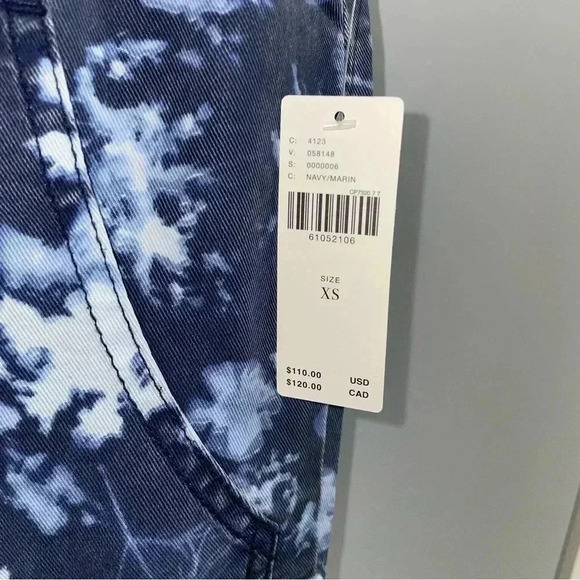 C: 4123
V: 058148
S: 0000006
C: NAVY/MARIN
61052106
SIZE
XS
$110.00 USD
$120.00 CAD